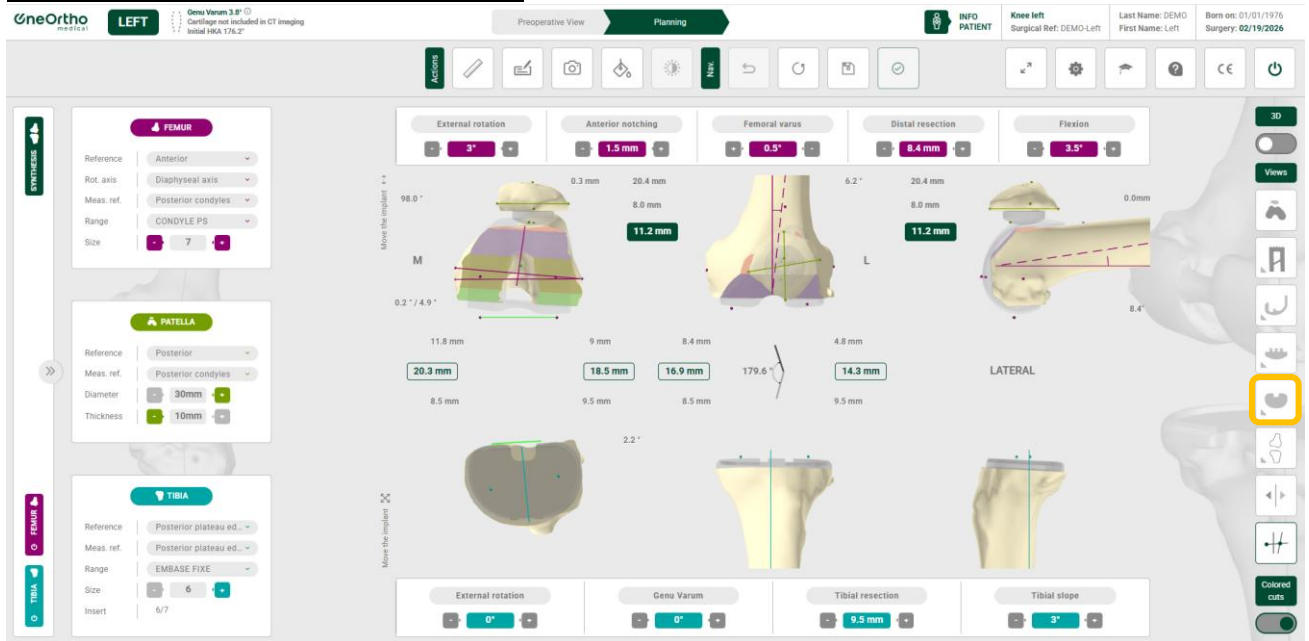 OneOrtho
medical
LEFT
Genu Varum 3.8°
Cartilage not included in CT imaging
Initial HKA 176.2°
Preoperative View
Planning
INFO
PATIENT
Knee left
Surgical Ref: DEMO-Left
Last Name: DEMO
First Name: Left
Born on: 01/01/1976
Surgery: 02/19/2026
Actions
Nav.
CE
SYNTHESIS
FEMUR
Reference Anterior
Rot. axis Diaphyseal axis
Meas. ref. Posterior condyles
Range CONDYLE PS
Size - 7 +
PATELLA
Reference Posterior
Meas. ref. Posterior condyles
Diameter - 30mm +
Thickness - 10mm +
TIBIA
Reference Posterior plateau ed...
Meas. ref. Posterior plateau ed...
Range EMBASE FIXE
Size - 6 +
Insert 6/7
FEMUR
TIBIA
External rotation Anterior notching Femoral varus Distal resection Flexion
- 3° + - 1.5 mm + + 0.5° - - 8.4 mm + - 3.5° +
Move the implant
98.0° 0.3 mm 20.4 mm 6.2° 20.4 mm 0.0mm
8.0 mm 8.0 mm
11.2 mm 11.2 mm
M L
0.2° / 4.9° 8.4°
11.8 mm 9 mm 8.4 mm 4.8 mm
20.3 mm 18.5 mm 16.9 mm 179.6° 14.3 mm LATERAL
8.5 mm 9.5 mm 8.5 mm 9.5 mm
2.2°
Move the implant
External rotation Genu Varum Tibial resection Tibial slope
- 0° + - 0° + - 9.5 mm + - 3° +
3D
Views
Colored
cuts